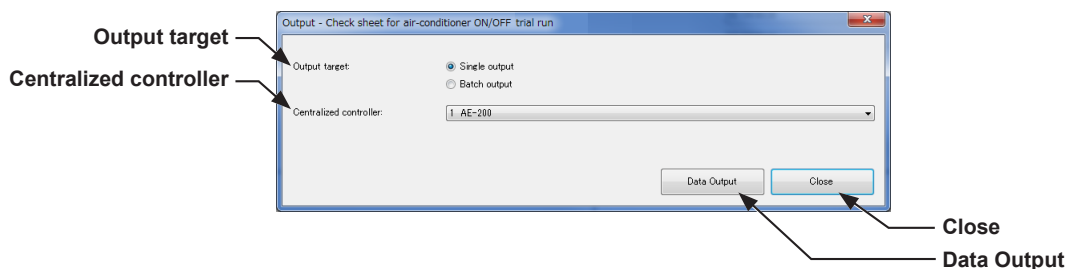 Output - Check sheet for air-conditioner ON/OFF trial run
x
Output target
Output target:
Single output
Batch output
Centralized controller
Centralized controller:
1 AE-200
Data Output
Close
Close
Data Output